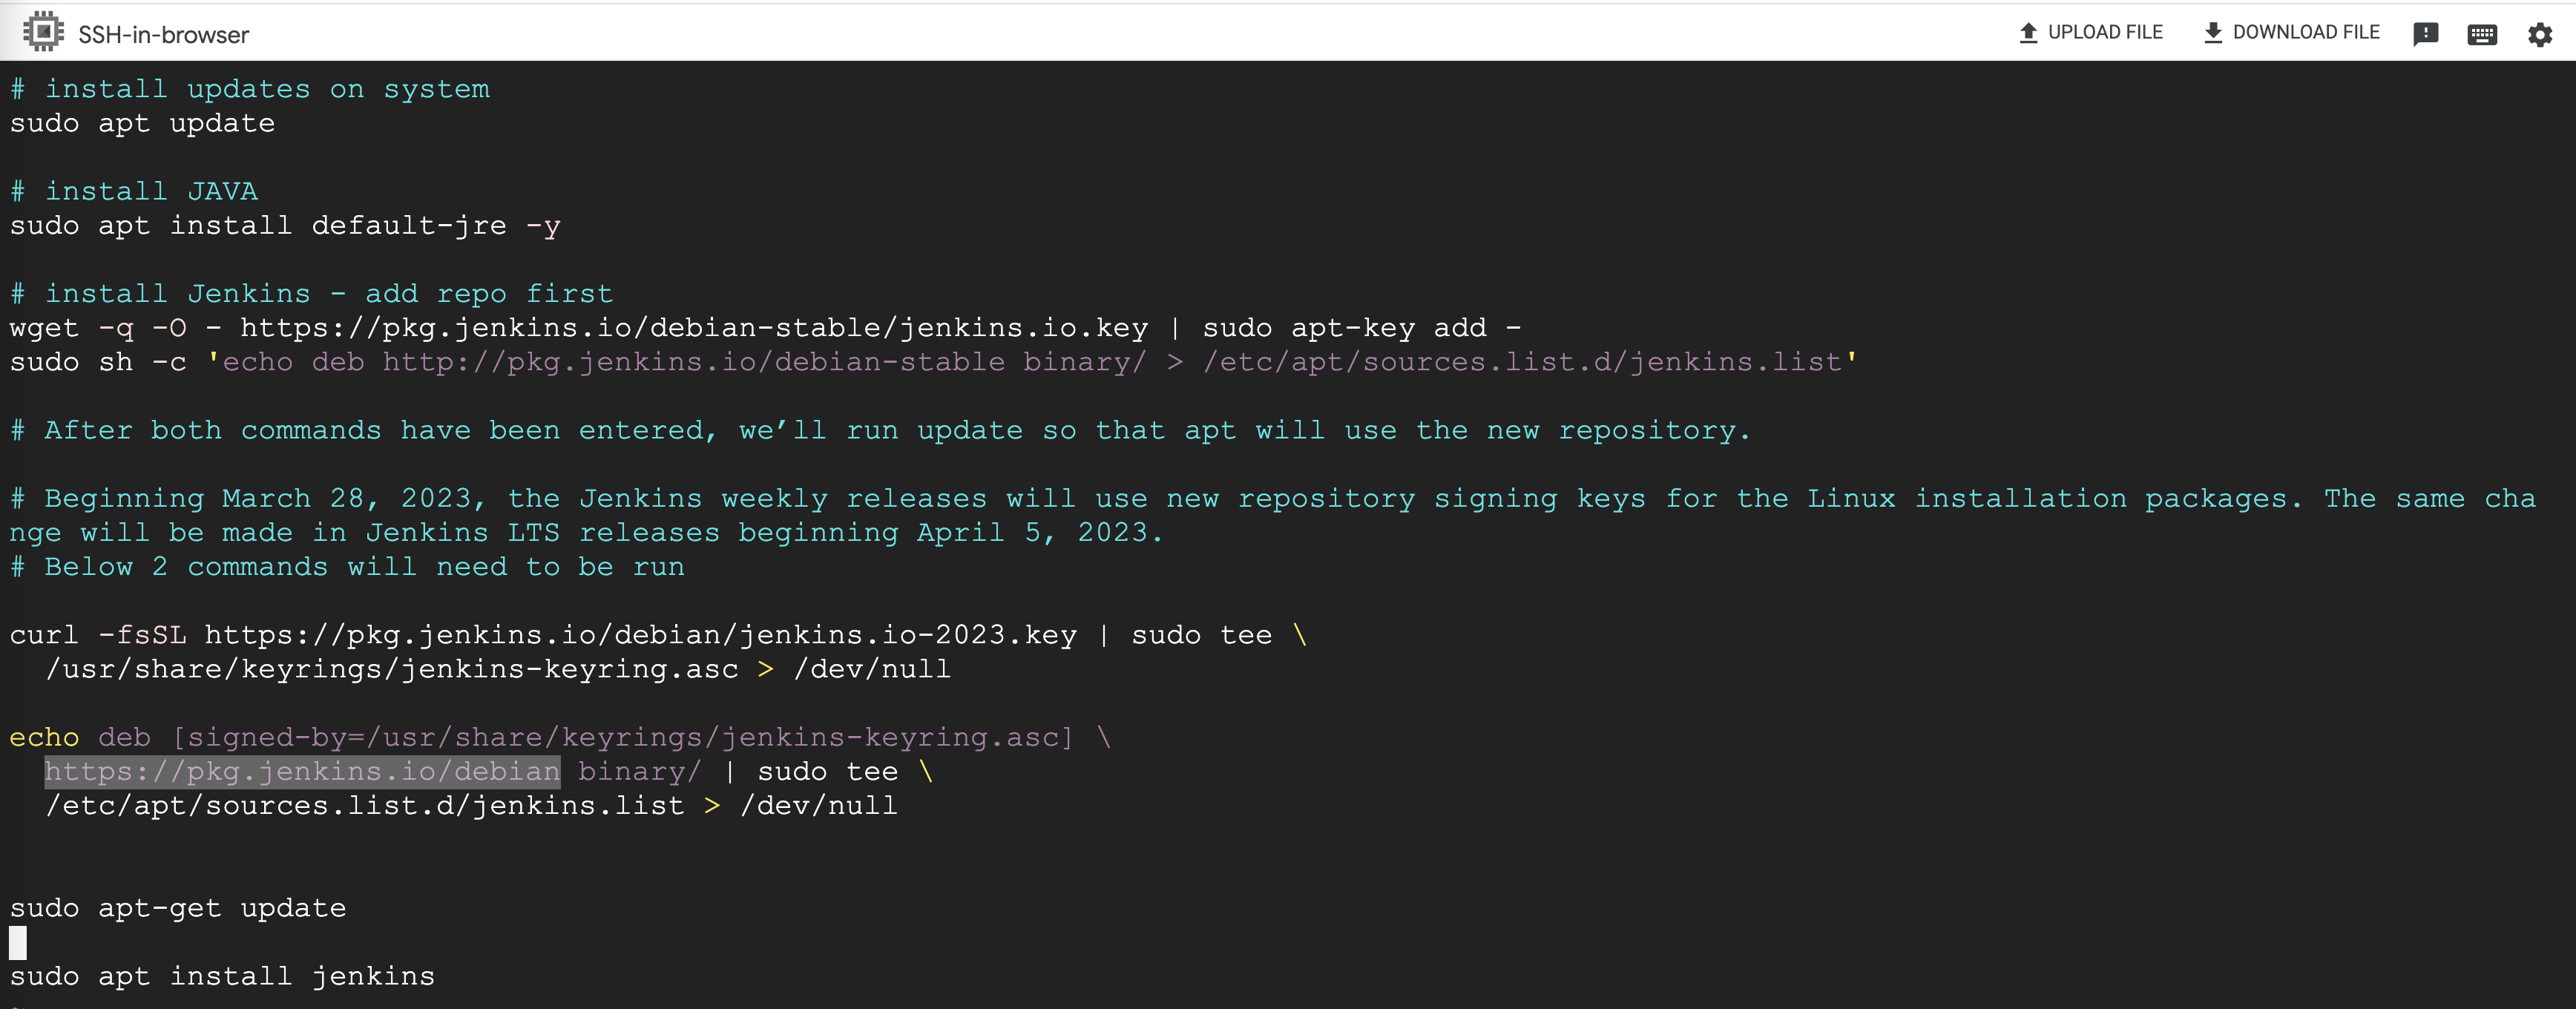 SSH-in-browser
UPLOAD FILE
DOWNLOAD FILE
# install updates on system
sudo apt update
# install JAVA
sudo apt install default-jre -y
# install Jenkins - add repo first
wget -q -O - https://pkg.jenkins.io/debian-stable/jenkins.io.key | sudo apt-key add -
sudo sh -c 'echo deb http://pkg.jenkins.io/debian-stable binary/ > /etc/apt/sources.list.d/jenkins.list'
# After both commands have been entered, we’ll run update so that apt will use the new repository.
# Beginning March 28, 2023, the Jenkins weekly releases will use new repository signing keys for the Linux installation packages. The same cha
nge will be made in Jenkins LTS releases beginning April 5, 2023.
# Below 2 commands will need to be run
curl -fsSL https://pkg.jenkins.io/debian/jenkins.io-2023.key | sudo tee \
/usr/share/keyrings/jenkins-keyring.asc > /dev/null
echo deb [signed-by=/usr/share/keyrings/jenkins-keyring.asc] \
https://pkg.jenkins.io/debian binary/ | sudo tee \
/etc/apt/sources.list.d/jenkins.list > /dev/null
sudo apt-get update
sudo apt install jenkins